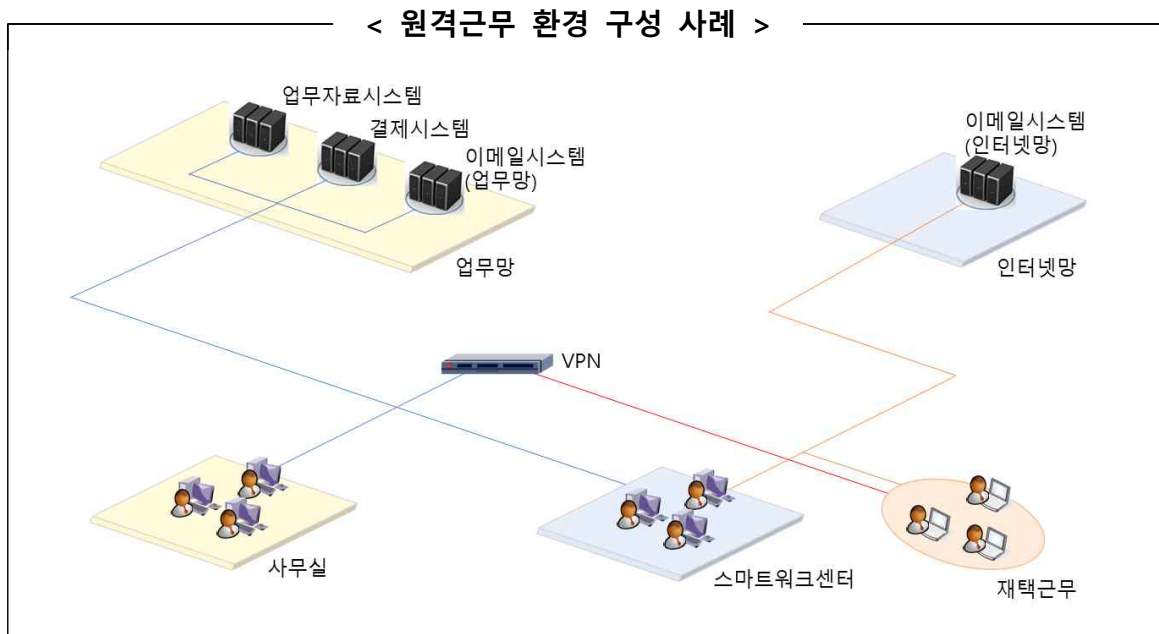 < 원격근무 환경 구성 사례 >
업무자료시스템
결제시스템
이메일시스템
(업무망)
업무망
이메일시스템
(인터넷망)
인터넷망
VPN
사무실
스마트워크센터
재택근무